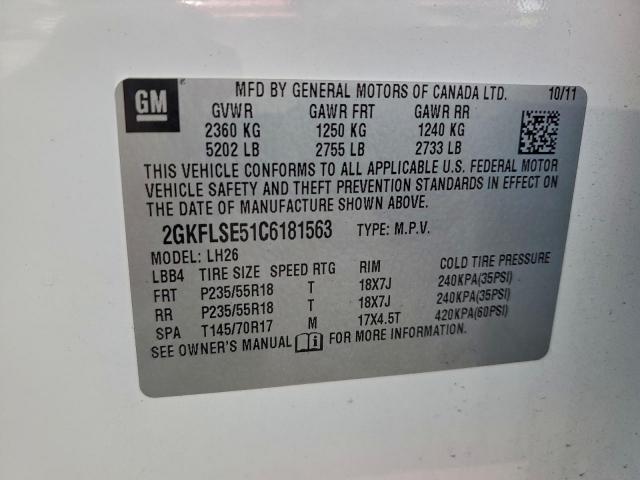 GM MFD BY GENERAL MOTORS OF CANADA LTD. 10/11
GVWR GAWR FRT GAWR RR
2360 KG 1250 KG 1240 KG
5202 LB 2755 LB 2733 LB
THIS VEHICLE CONFORMS TO ALL APPLICABLE U.S. FEDERAL MOTOR
VEHICLE SAFETY AND THEFT PREVENTION STANDARDS IN EFFECT ON
THE DATE OF MANUFACTURE SHOWN ABOVE.
2GKFLSE51C6181563 TYPE: M.P.V.
MODEL: LH26
LBB4 TIRE SIZE SPEED RTG RIM COLD TIRE PRESSURE
FRT P235/55R18 T 18X7J 240KPA(35PSI)
RR P235/55R18 T 18X7J 240KPA(35PSI)
SPA T145/70R17 M 17X4.5T 420KPA(60PSI)
SEE OWNER'S MANUAL